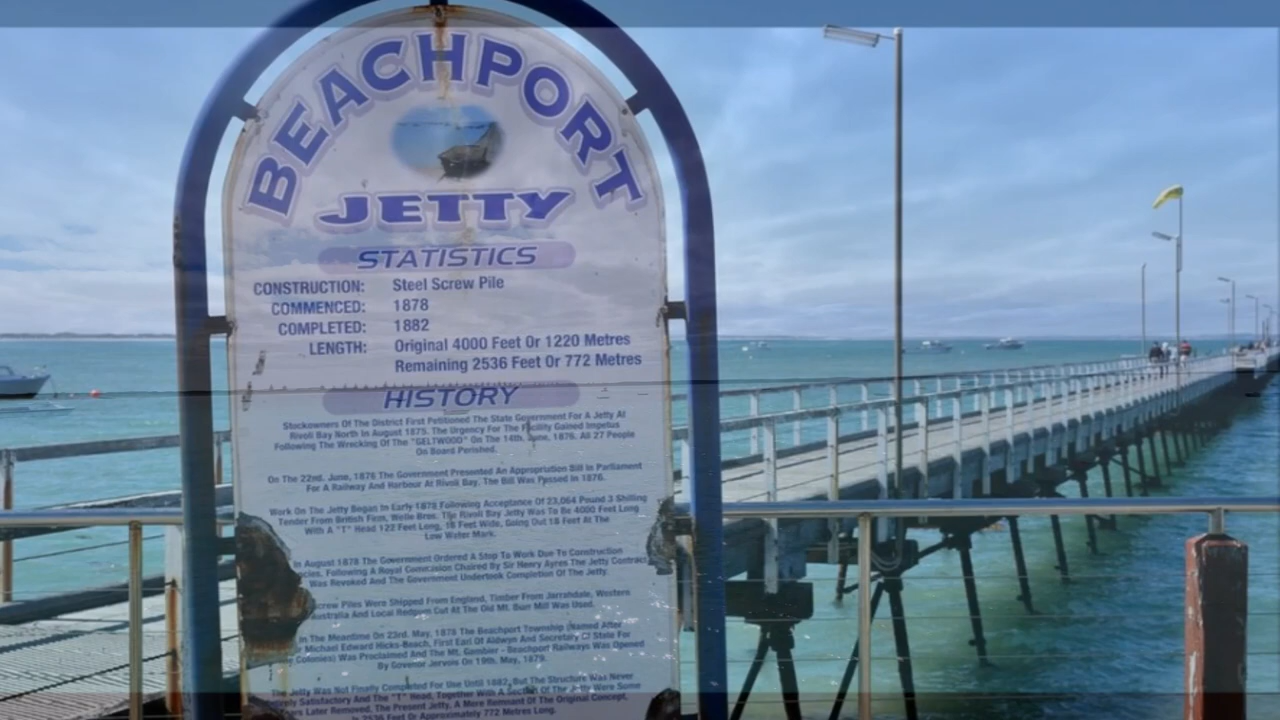 BEACHPORT
JETTY
STATISTICS
CONSTRUCTION: Steel Screw Pile
COMMENCED: 1878
COMPLETED: 1882
LENGTH: Original 4000 Feet Or 1220 Metres
Remaining 2536 Feet Or 772 Metres
HISTORY
Stockowners Of The District First Petitioned The State Government For A Jetty At
Rivoli Bay North In August 1875. The Urgency For The Facility Gained Impetus
Following The Wrecking Of The "GELTWOOD" On The 14th. June, 1876. All 27 People
On Board Perished.
On The 22nd. June, 1876 The Government Presented An Appropriation Bill In Parliament
For A Railway And Harbour At Rivoli Bay. The Bill Was Passed In 1876.
Work On The Jetty Began In Early 1878 Following Acceptance Of 23,064 Pound 3 Shilling
Tender From British Firm, Wolle Bros. The Rivoli Bay Jetty Was To Be 4000 Feet Long
With A "T" Head 122 Feet Long, 18 Feet Wide, Going Out 18 Feet At The
Low Water Mark.
In August 1878 The Government Ordered A Stop To Work Due To Construction
Following A Royal Commission Chaired By Sir Henry Ayres The Jetty Contract
Was Revoked And The Government Undertook Completion Of The Jetty.
Screw Piles Were Shipped From England, Timber From Jarrahdale, Western
Australia And Local Redgum Cut At The Old Mt. Burr Mill Was Used.
In The Meantime On 23rd. May, 1878 The Beachport Township Named After
Michael Edward Hicks-Beach, First Earl Of Aldwyn And Secretary Of State For
Colonies) Was Proclaimed And The Mt. Gambier - Beachport Railways Was Opened
By Governor Jervois On 19th. May, 1879.
The Jetty Was Not Finally Completed For Use Until 1882, But The Structure Was Never
Satisfactory And The "T" Head, Together With A Section Of The Jetty Were Some
Later Removed. The Present Jetty, A Mere Remnant Of The Original Concept,
2536 Feet Or Approximately 772 Metres Long.